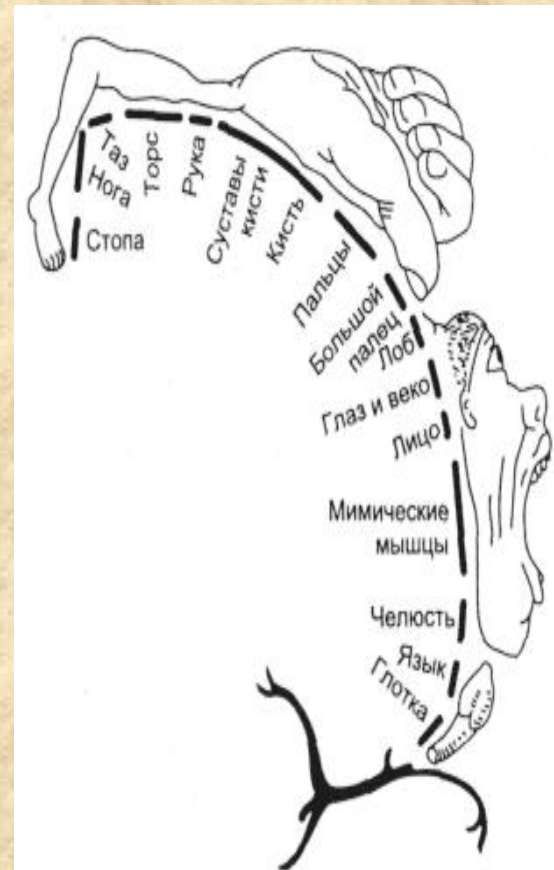 Таз
Нога
Стопа
Торс
Рука
Суставы
кисти
Кисть
Пальцы
Большой
палец
Лоб
Глаз и веко
Лицо
Мимические
мышцы
Челюсть
Язык
Глотка